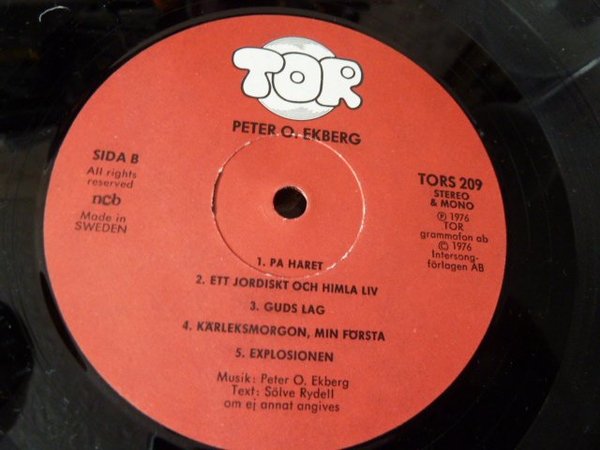 TOR
PETER O. EKBERG
SIDA B
All rights
reserved
ncb
Made in
SWEDEN
TORS 209
STEREO
& MONO
℗ 1976
TOR
grammofon ab
© 1976
Intersong-
förlagen AB
1. PA HARET
2. ETT JORDISKT OCH HIMLA LIV
3. GUDS LAG
4. KÄRLEKSMORGON, MIN FÖRSTA
5. EXPLOSIONEN
Musik: Peter O. Ekberg
Text: Sölve Rydell
om ej annat angives